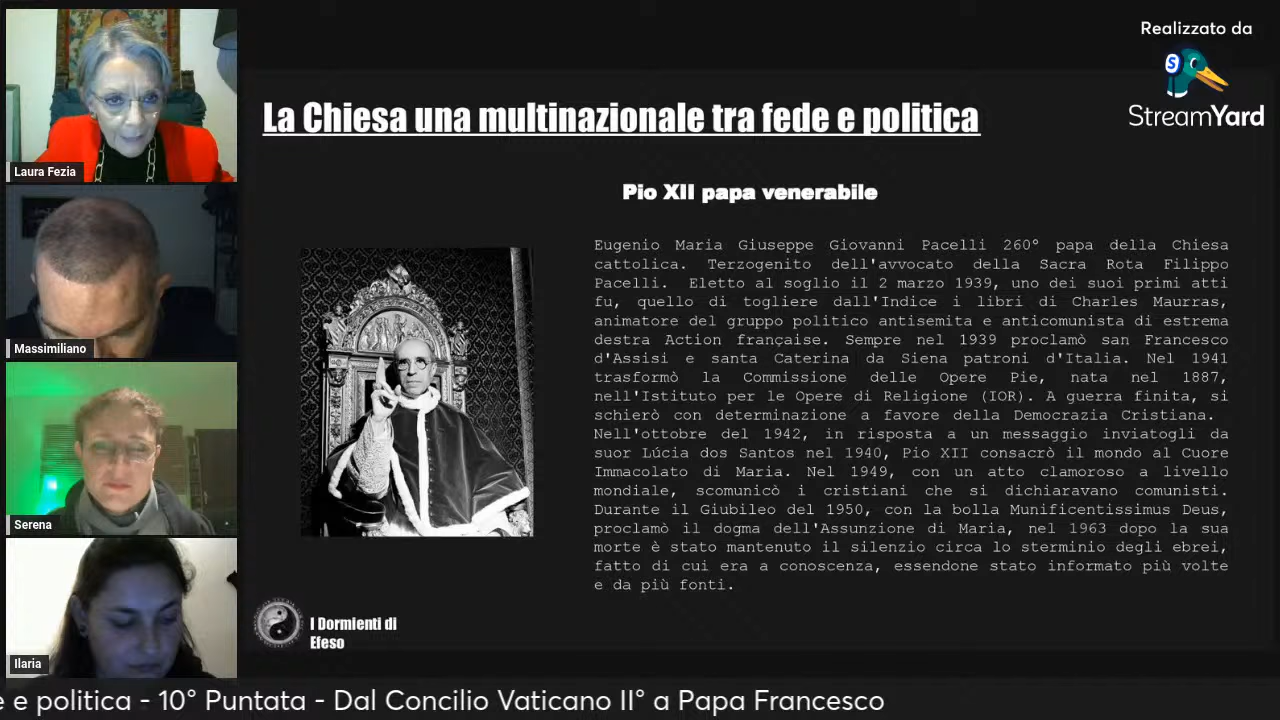 Realizzato da
StreamYard
La Chiesa una multinazionale tra fede e politica
Pio XII papa venerabile
Eugenio Maria Giuseppe Giovanni Pacelli 260° papa della Chiesa
cattolica. Terzogenito dell'avvocato della Sacra Rota Filippo
Pacelli. Eletto al soglio il 2 marzo 1939, uno dei suoi primi atti
fu, quello di togliere dall'Indice i libri di Charles Maurras,
animatore del gruppo politico antisemita e anticomunista di estrema
destra Action française. Sempre nel 1939 proclamò san Francesco
d'Assisi e santa Caterina da Siena patroni d'Italia. Nel 1941
trasformò la Commissione delle Opere Pie, nata nel 1887,
nell'Istituto per le Opere di Religione (IOR). A guerra finita, si
schierò con determinazione a favore della Democrazia Cristiana.
Nell'ottobre del 1942, in risposta a un messaggio inviatogli da
suor Lúcia dos Santos nel 1940, Pio XII consacrò il mondo al Cuore
Immacolato di Maria. Nel 1949, con un atto clamoroso a livello
mondiale, scomunicò i cristiani che si dichiaravano comunisti.
Durante il Giubileo del 1950, con la bolla Munificentissimus Deus,
proclamò il dogma dell'Assunzione di Maria, nel 1963 dopo la sua
morte è stato mantenuto il silenzio circa lo sterminio degli ebrei,
fatto di cui era a conoscenza, essendone stato informato più volte
e da più fonti.
Laura Fezia
Massimiliano
Serena
Ilaria
I Dormienti di
Efeso
e e politica - 10° Puntata - Dal Concilio Vaticano II° a Papa Francesco